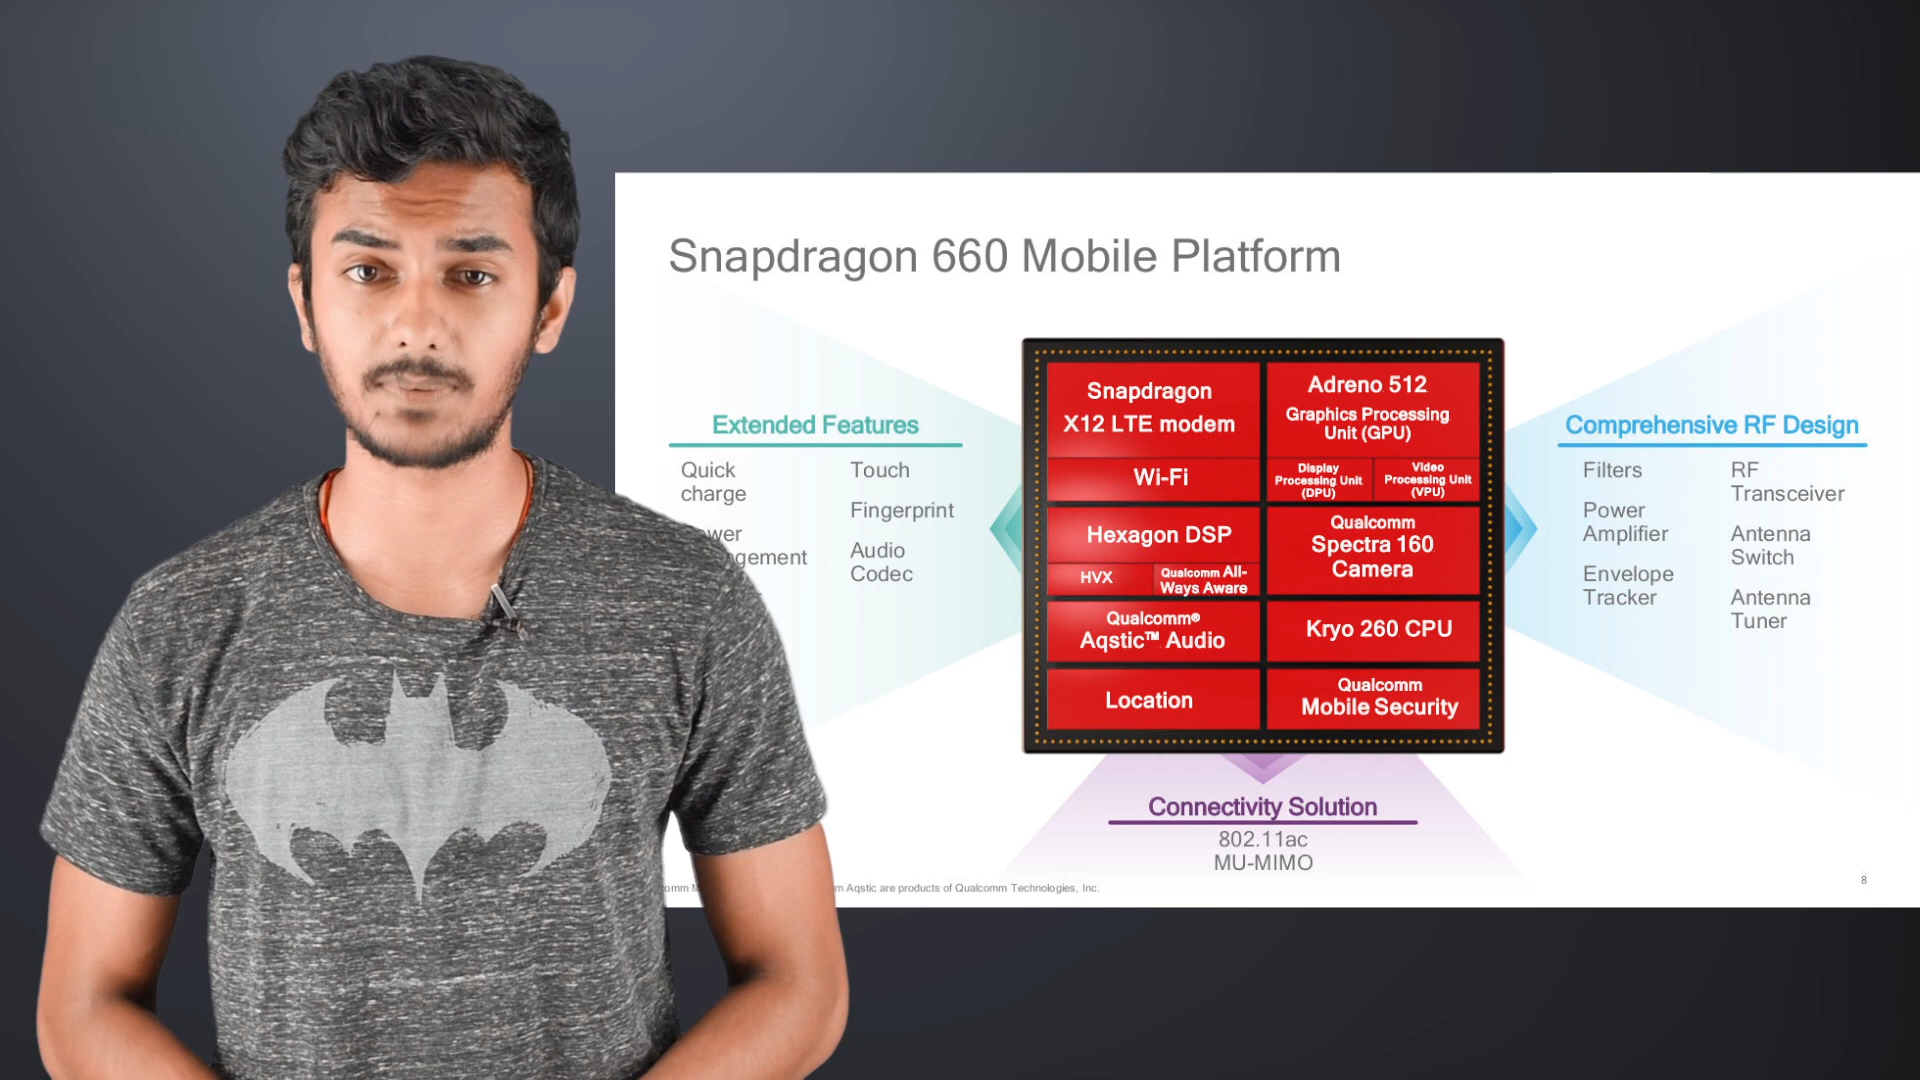 Snapdragon 660 Mobile Platform
Extended Features
Quick
charge
Touch
Fingerprint
Audio
Codec
Snapdragon
X12 LTE modem
Wi-Fi
Hexagon DSP
HVX
Qualcomm All-
Ways Aware
Qualcomm®
Aqstic™ Audio
Location
Adreno 512
Graphics Processing
Unit (GPU)
Display
Processing Unit
(DPU)
Video
Processing Unit
(VPU)
Qualcomm
Spectra 160
Camera
Kryo 260 CPU
Qualcomm
Mobile Security
Comprehensive RF Design
Filters
Power
Amplifier
Envelope
Tracker
RF
Transceiver
Antenna
Switch
Antenna
Tuner
Connectivity Solution
802.11ac
MU-MIMO
Aqstic are products of Qualcomm Technologies, Inc.
8